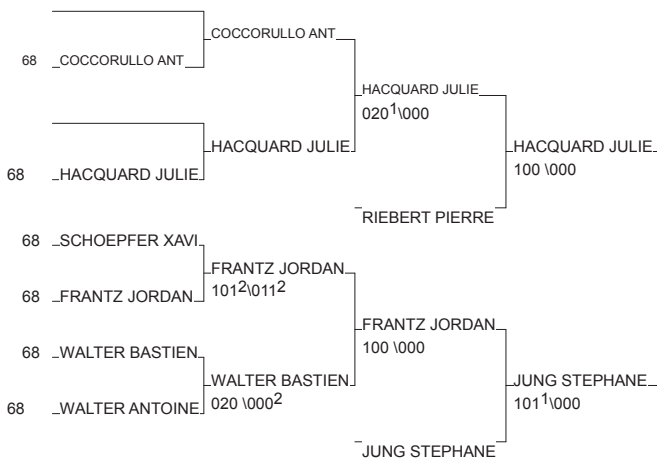 COCCORULLO ANT
68 COCCORULLO ANT
HACQUARD JULIE
020¹\000
HACQUARD JULIE
HACQUARD JULIE
100 \000
68 HACQUARD JULIE
RIEBERT PIERRE
68 SCHOEPFER XAVI
FRANTZ JORDAN
101²\011²
68 FRANTZ JORDAN
FRANTZ JORDAN
100 \000
68 WALTER BASTIEN
WALTER BASTIEN
020 \000²
JUNG STEPHANE
101¹\000
68 WALTER ANTOINE
JUNG STEPHANE